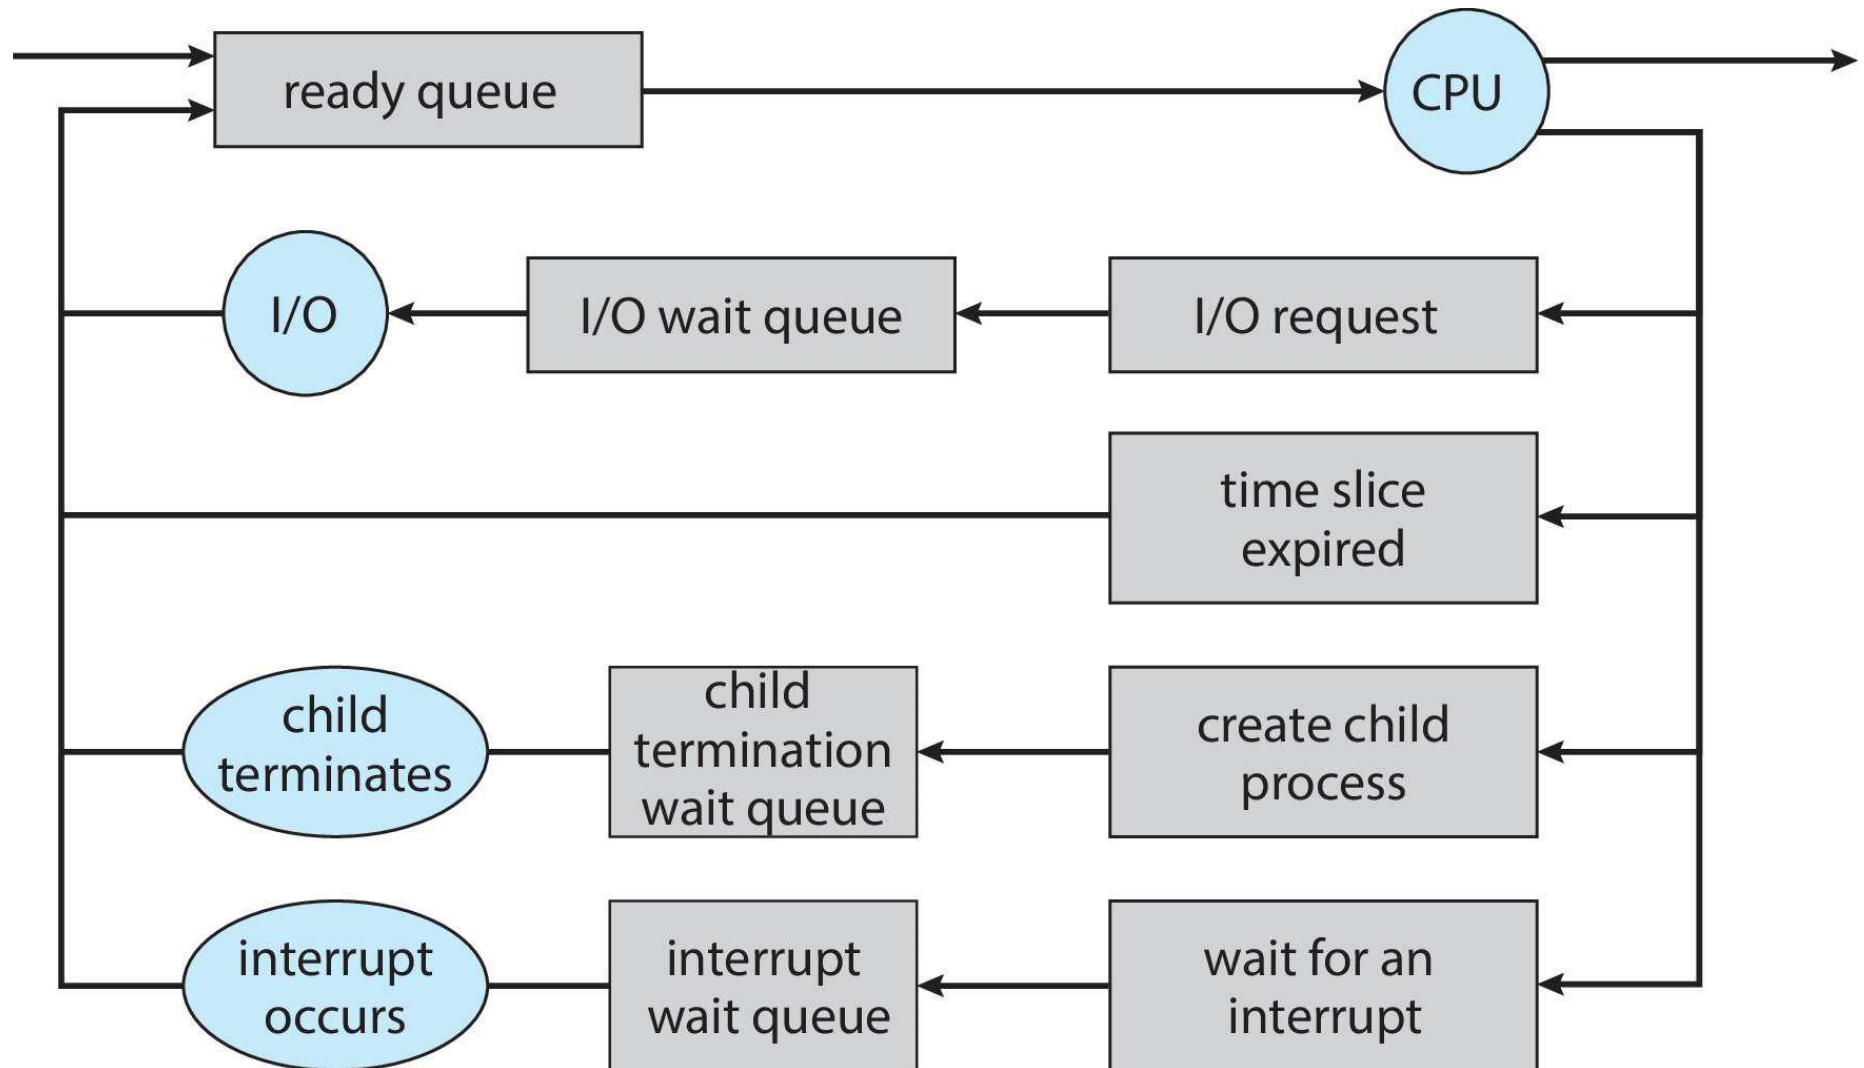 ready queue
CPU
I/O
I/O wait queue
I/O request
time slice
expired
child
terminates
child
termination
wait queue
create child
process
interrupt
occurs
interrupt
wait queue
wait for an
interrupt